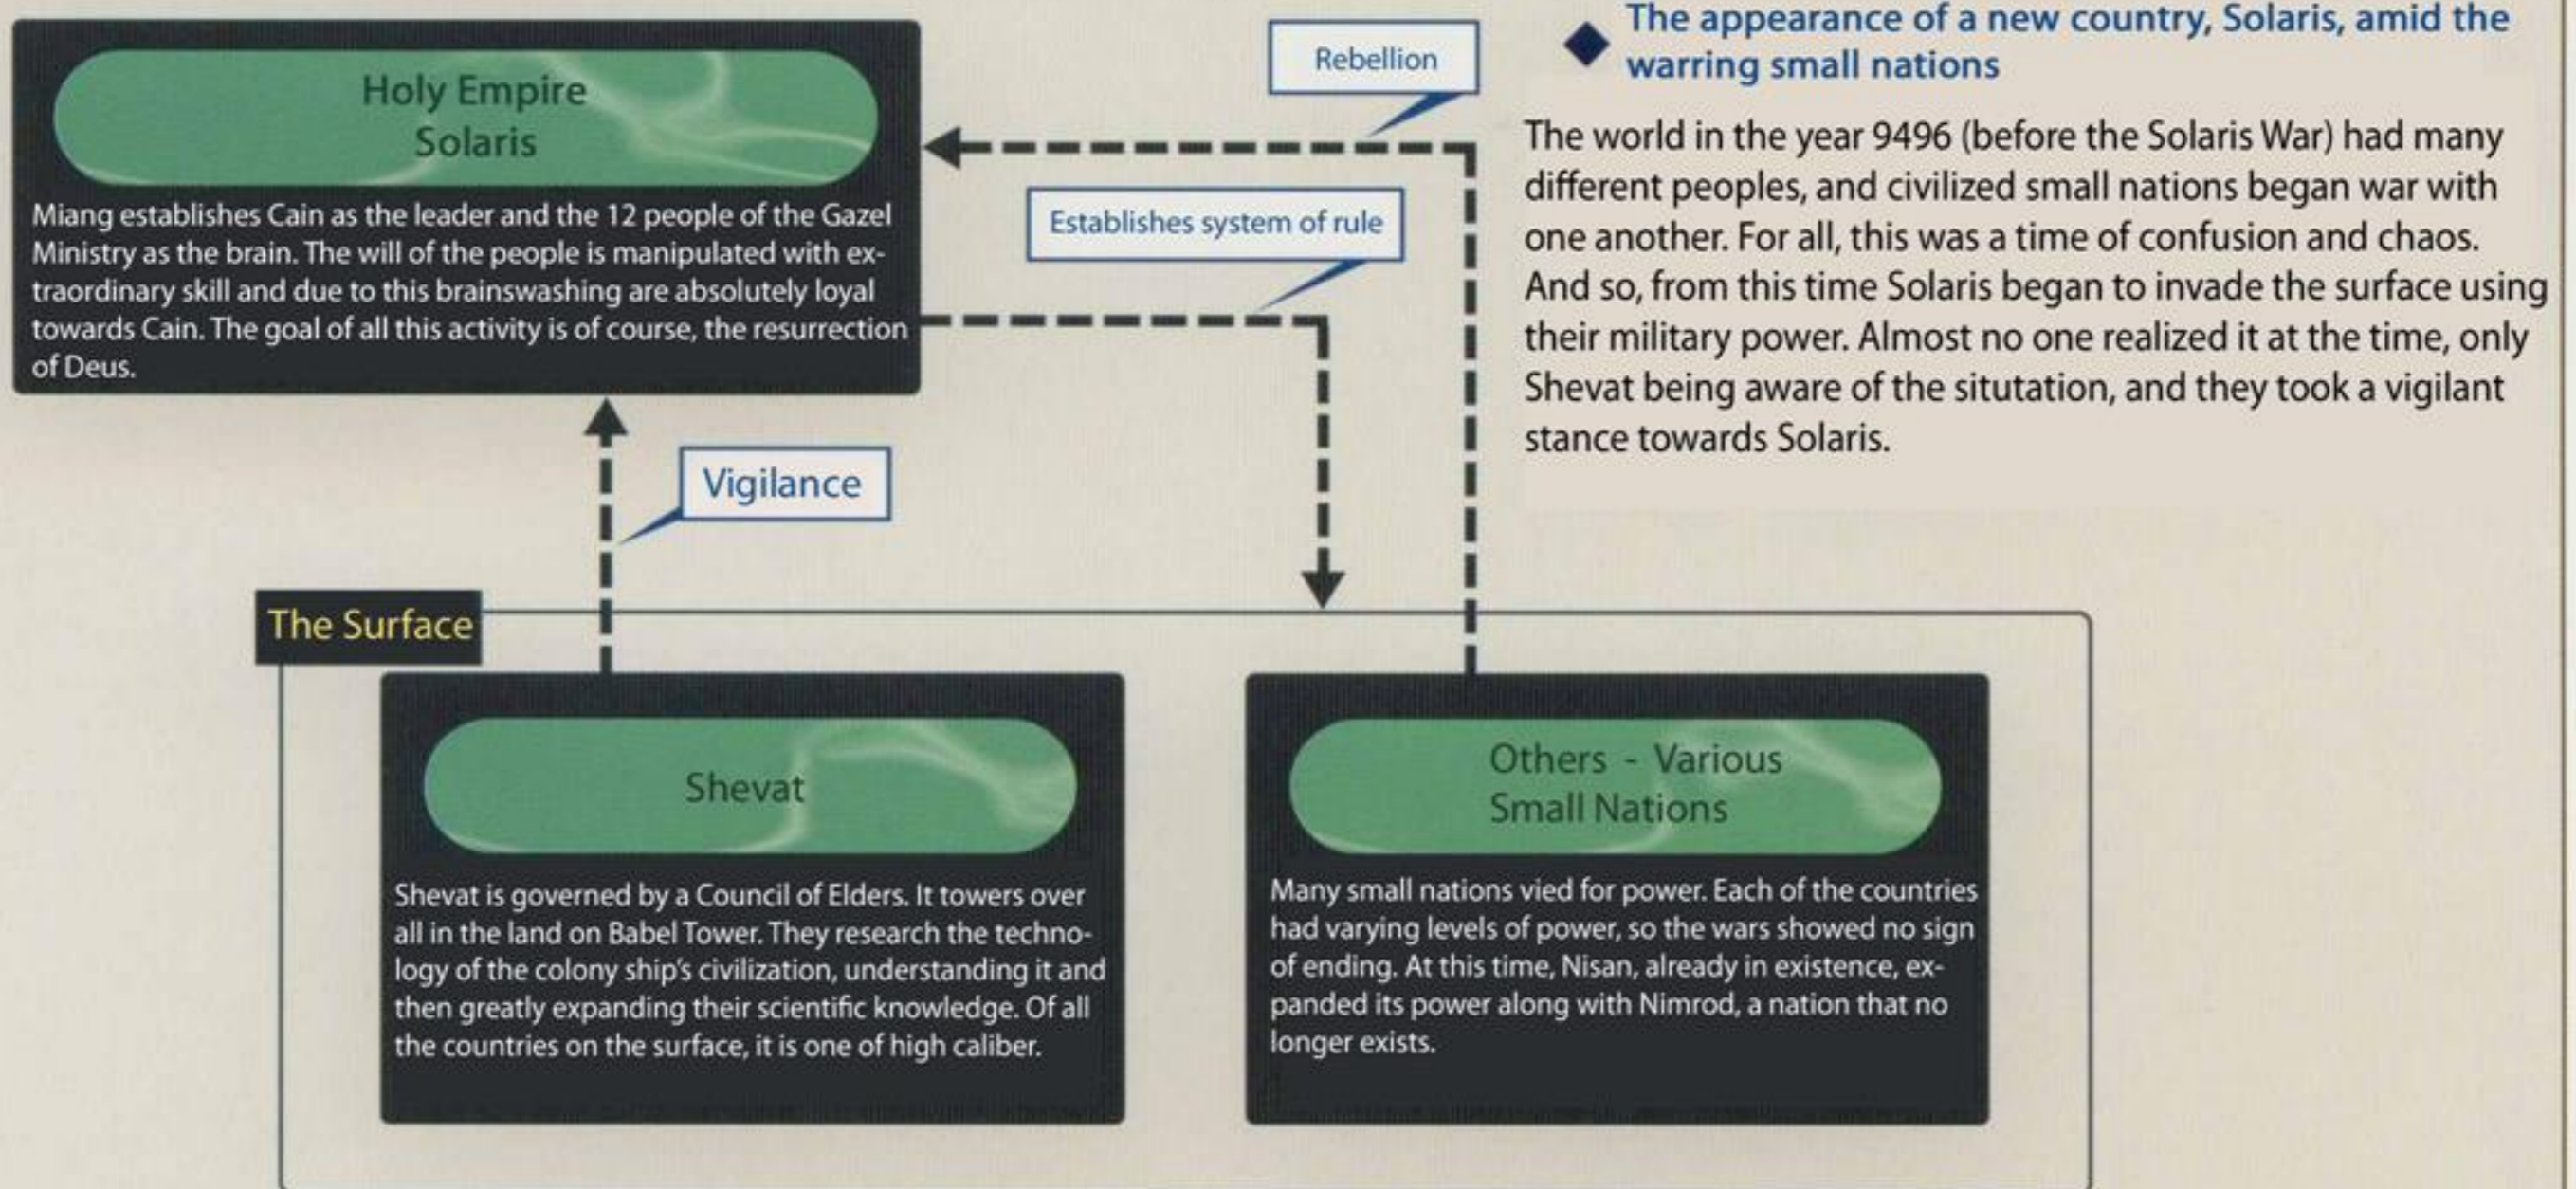 Holy Empire
Solaris
Miang establishes Cain as the leader and the 12 people of the Gazel
Ministry as the brain. The will of the people is manipulated with ex-
traordinary skill and due to this brainswashing are absolutely loyal
towards Cain. The goal of all this activity is of course, the resurrection
of Deus.
Rebellion
Establishes system of rule
Vigilance
The appearance of a new country, Solaris, amid the
warring small nations
The world in the year 9496 (before the Solaris War) had many
different peoples, and civilized small nations began war with
one another. For all, this was a time of confusion and chaos.
And so, from this time Solaris began to invade the surface using
their military power. Almost no one realized it at the time, only
Shevat being aware of the situtation, and they took a vigilant
stance towards Solaris.
The Surface
Shevat
Shevat is governed by a Council of Elders. It towers over
all in the land on Babel Tower. They research the techno-
logy of the colony ship's civilization, understanding it and
then greatly expanding their scientific knowledge. Of all
the countries on the surface, it is one of high caliber.
Others - Various
Small Nations
Many small nations vied for power. Each of the countries
had varying levels of power, so the wars showed no sign
of ending. At this time, Nisan, already in existence, ex-
panded its power along with Nimrod, a nation that no
longer exists.